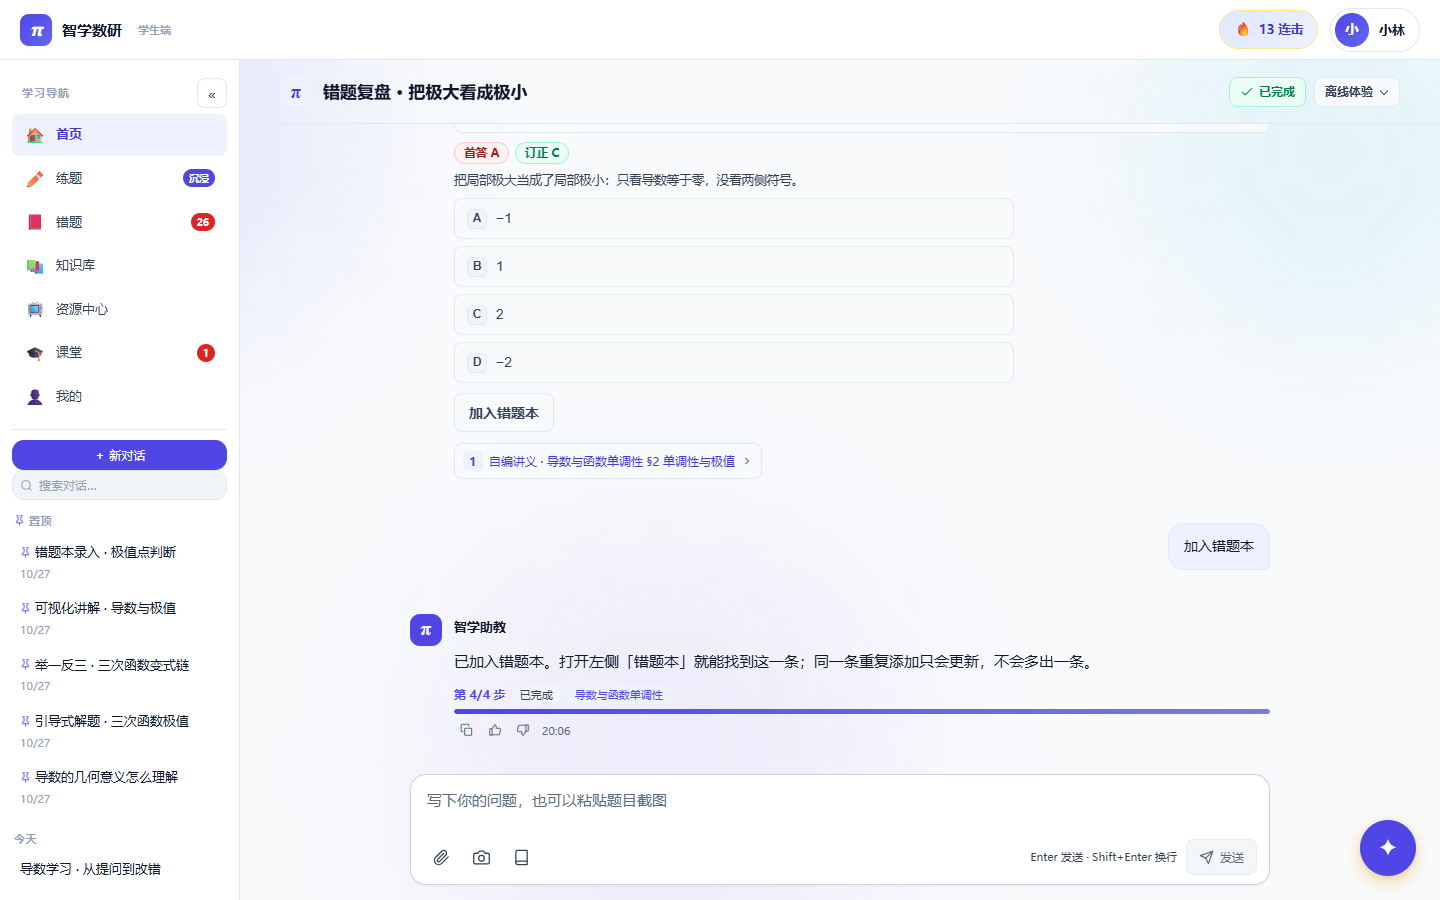 π 智学数研 学生端
13 连击
小 小林
学习导航 «
首页
练题 沉浸
错题 26
知识库
资源中心
课堂 1
我的
+ 新对话
搜索对话...
置顶
错题本录入 · 极值点判断
10/27
可视化讲解 · 导数与极值
10/27
举一反三 · 三次函数变式链
10/27
引导式解题 · 三次函数极值
10/27
导数的几何意义怎么理解
10/27
今天
导数学习 · 从提问到改错
π 错题复盘 · 把极大看成极小
已完成 离线体验
首答 A 订正 C
把局部极大当成了局部极小：只看导数等于零，没看两侧符号。
A −1
B 1
C 2
D −2
加入错题本
1 自编讲义 · 导数与函数单调性 §2 单调性与极值 ›
加入错题本
π 智学助教
已加入错题本。打开左侧「错题本」就能找到这一条；同一条重复添加只会更新，不会多出一条。
第 4/4 步 已完成 导数与函数单调性
20:06
写下你的问题，也可以粘贴题目截图
Enter 发送 · Shift+Enter 换行 发送